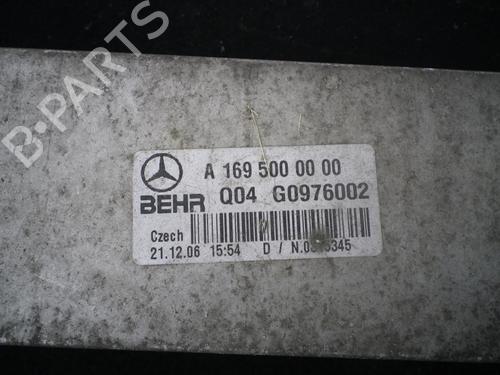 B-PARTS
A 169 500 00 00
BEHR Q04 G0976002
Czech
21.12.06 15:54 D / N.